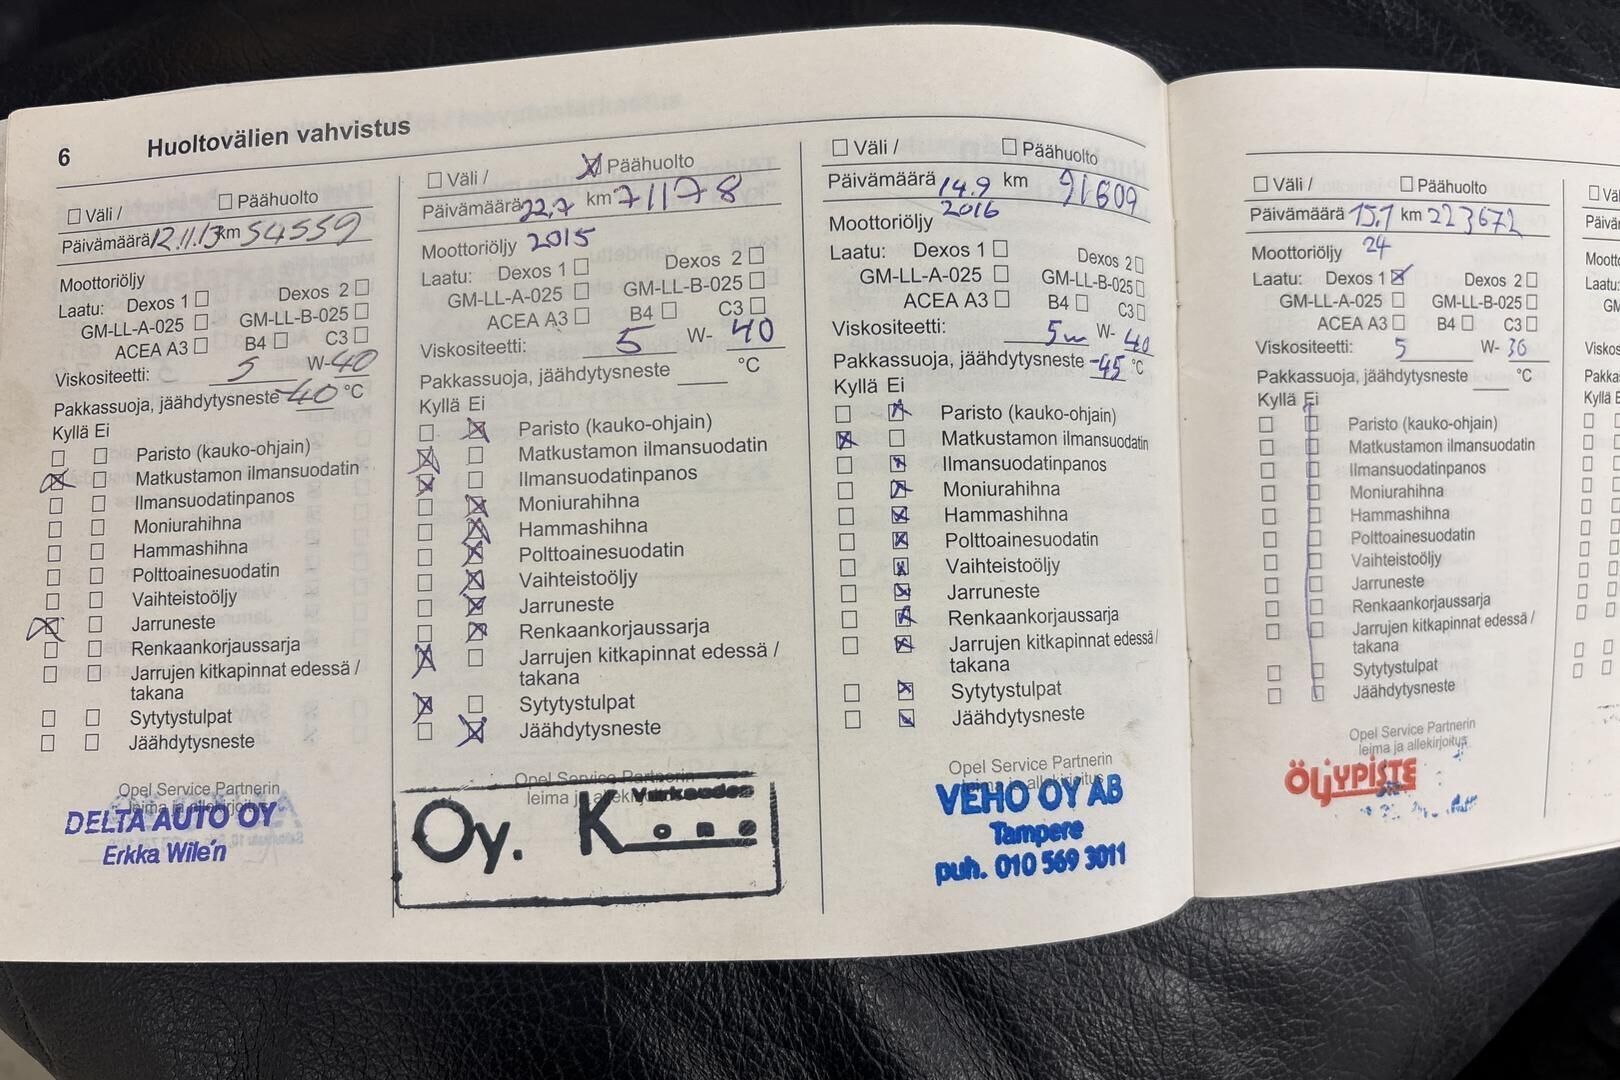 6 Huoltovälien vahvistus
☐ Väli / ☐ Päähuolto
Päivämäärä 12.11.13 km 54559
Moottoriöljy
Laatu: Dexos 1 ☐ Dexos 2 ☐
GM-LL-A-025 ☐ GM-LL-B-025 ☐
ACEA A3 ☐ B4 ☐ C3 ☐
Viskositeetti: 5 W-40
Pakkassuoja, jäähdytysneste -40 °C
Kyllä Ei
☐ ☐ Paristo (kauko-ohjain)
☒ ☐ Matkustamon ilmansuodatin
☐ ☐ Ilmansuodatinpanos
☐ ☐ Moniurahihna
☐ ☐ Hammashihna
☐ ☐ Polttoainesuodatin
☐ ☐ Vaihteistoöljy
☒ ☐ Jarruneste
☐ ☐ Renkaankorjaussarja
☐ ☐ Jarrujen kitkapinnat edessä /
takana
☐ ☐ Sytytystulpat
☐ ☐ Jäähdytysneste
Opel Service Partnerin
leima ja allekirjoitus
DELTA AUTO OY
Erkka Wile'n
☐ Väli / ☒ Päähuolto
Päivämäärä 22.7 km 71178
Moottoriöljy 2015
Laatu: Dexos 1 ☐ Dexos 2 ☐
GM-LL-A-025 ☐ GM-LL-B-025 ☐
ACEA A3 ☐ B4 ☐ C3 ☐
Viskositeetti: 5 W- 40
Pakkassuoja, jäähdytysneste °C
Kyllä Ei
☐ ☒ Paristo (kauko-ohjain)
☒ ☐ Matkustamon ilmansuodatin
☒ ☐ Ilmansuodatinpanos
☐ ☒ Moniurahihna
☐ ☒ Hammashihna
☐ ☒ Polttoainesuodatin
☐ ☒ Vaihteistoöljy
☐ ☒ Jarruneste
☐ ☒ Renkaankorjaussarja
☒ ☐ Jarrujen kitkapinnat edessä /
takana
☒ ☐ Sytytystulpat
☐ ☒ Jäähdytysneste
Opel Service Partnerin
leima ja allekirjoitus
Varkauden
Oy. Kone
☐ Väli / ☐ Päähuolto
Päivämäärä 14.9 km 91609
2016
Moottoriöljy
Laatu: Dexos 1 ☐ Dexos 2 ☐
GM-LL-A-025 ☐ GM-LL-B-025 ☐
ACEA A3 ☐ B4 ☐ C3 ☐
Viskositeetti: 5w W- 40
Pakkassuoja, jäähdytysneste -45 °C
Kyllä Ei
☐ ☒ Paristo (kauko-ohjain)
☒ ☐ Matkustamon ilmansuodatin
☐ ☒ Ilmansuodatinpanos
☐ ☒ Moniurahihna
☐ ☒ Hammashihna
☐ ☒ Polttoainesuodatin
☐ ☒ Vaihteistoöljy
☐ ☒ Jarruneste
☐ ☒ Renkaankorjaussarja
☐ ☒ Jarrujen kitkapinnat edessä /
takana
☐ ☒ Sytytystulpat
☐ ☒ Jäähdytysneste
Opel Service Partnerin
leima ja allekirjoitus
VEHO OY AB
Tampere
puh. 010 569 3011
☐ Väli / ☐ Päähuolto
Päivämäärä 15.1 km 223672
Moottoriöljy 24
Laatu: Dexos 1 ☒ Dexos 2 ☐
GM-LL-A-025 ☐ GM-LL-B-025 ☐
ACEA A3 ☐ B4 ☐ C3 ☐
Viskositeetti: 5 W- 30
Pakkassuoja, jäähdytysneste °C
Kyllä Ei
☐ ☐ Paristo (kauko-ohjain)
☐ ☐ Matkustamon ilmansuodatin
☐ ☐ Ilmansuodatinpanos
☐ ☐ Moniurahihna
☐ ☐ Hammashihna
☐ ☐ Polttoainesuodatin
☐ ☐ Vaihteistoöljy
☐ ☐ Jarruneste
☐ ☐ Renkaankorjaussarja
☐ ☐ Jarrujen kitkapinnat edessä /
takana
☐ ☐ Sytytystulpat
☐ ☐ Jäähdytysneste
Opel Service Partnerin
leima ja allekirjoitus
ÖLJYPISTE